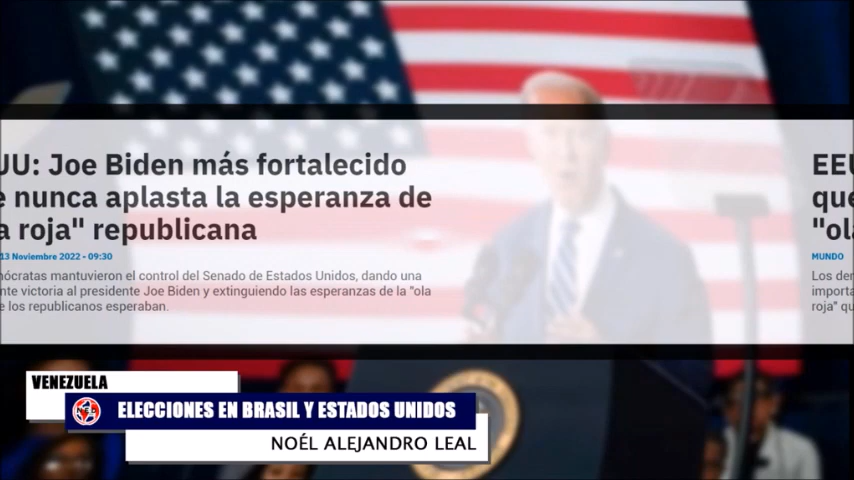 UU: Joe Biden más fortalecido
e nunca aplasta la esperanza de
a roja" republicana
13 Noviembre 2022 - 09:30
nócratas mantuvieron el control del Senado de Estados Unidos, dando una
nte victoria al presidente Joe Biden y extinguiendo las esperanzas de la "ola
e los republicanos esperaban.
EEU
que
"ola
MUNDO
Los den
importa
roja" qu
VENEZUELA
ELECCIONES EN BRASIL Y ESTADOS UNIDOS
NOÉL ALEJANDRO LEAL